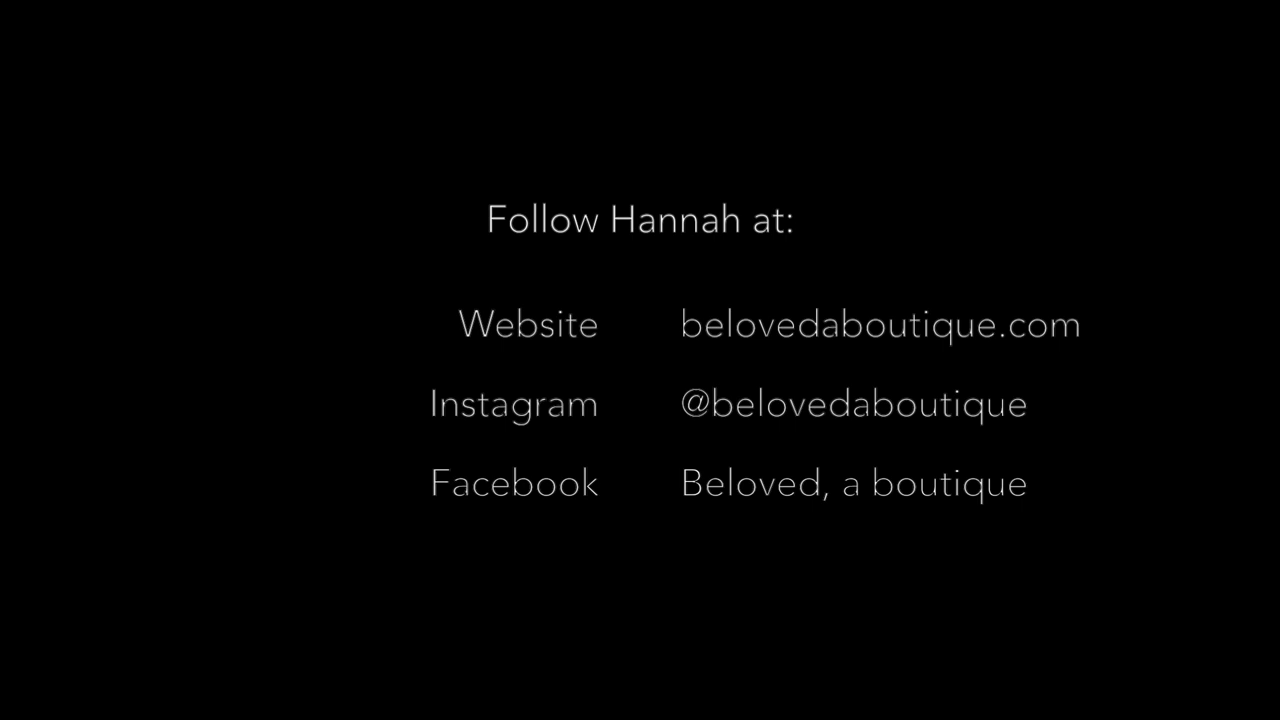 Follow Hannah at:
Website belovedaboutique.com
Instagram @belovedaboutique
Facebook Beloved, a boutique